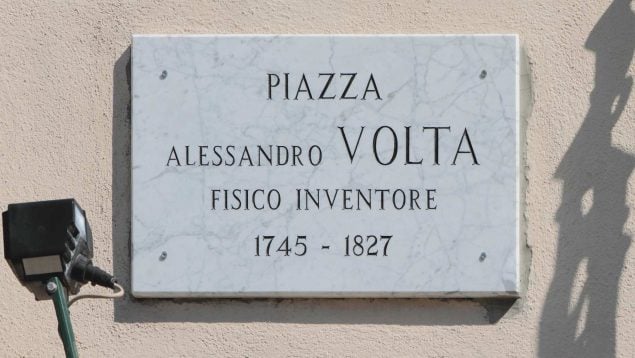 PIAZZA
ALESSANDRO VOLTA
FISICO INVENTORE
1745 - 1827